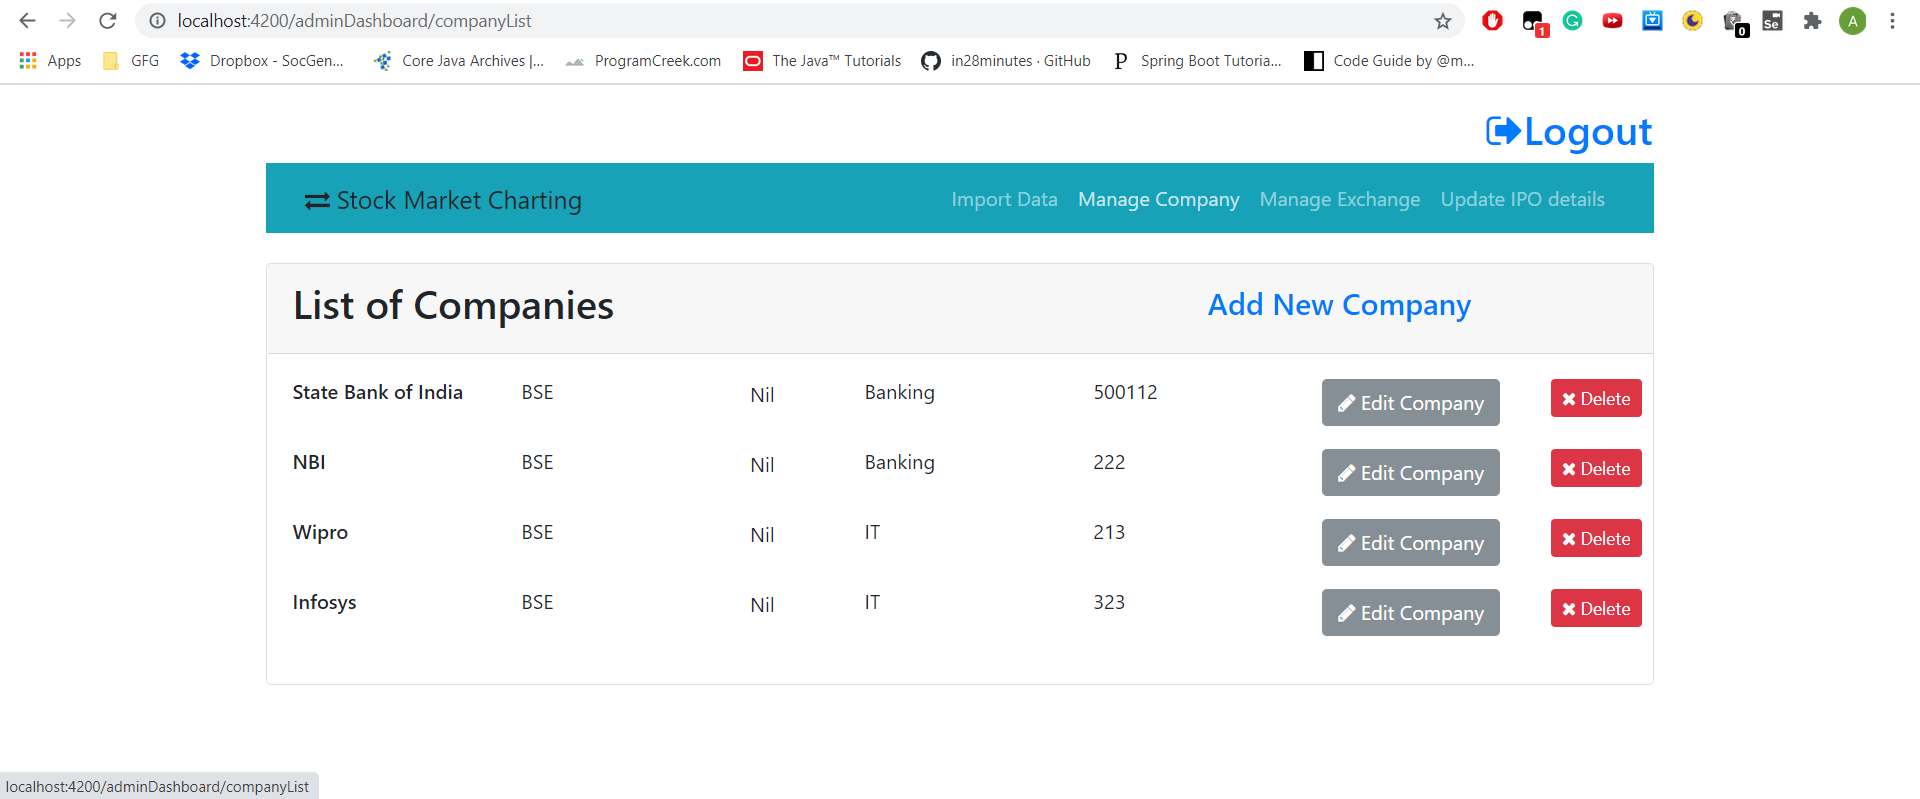 localhost:4200/adminDashboard/companyList
1 Se 0 A
Apps GFG Dropbox - SocGen... Core Java Archives |... ProgramCreek.com The Java™ Tutorials in28minutes · GitHub P Spring Boot Tutoria... Code Guide by @m...
Logout
Stock Market Charting Import Data Manage Company Manage Exchange Update IPO details
List of Companies Add New Company
State Bank of India BSE Nil Banking 500112 Edit Company Delete
NBI BSE Nil Banking 222 Edit Company Delete
Wipro BSE Nil IT 213 Edit Company Delete
Infosys BSE Nil IT 323 Edit Company Delete
localhost:4200/adminDashboard/companyList